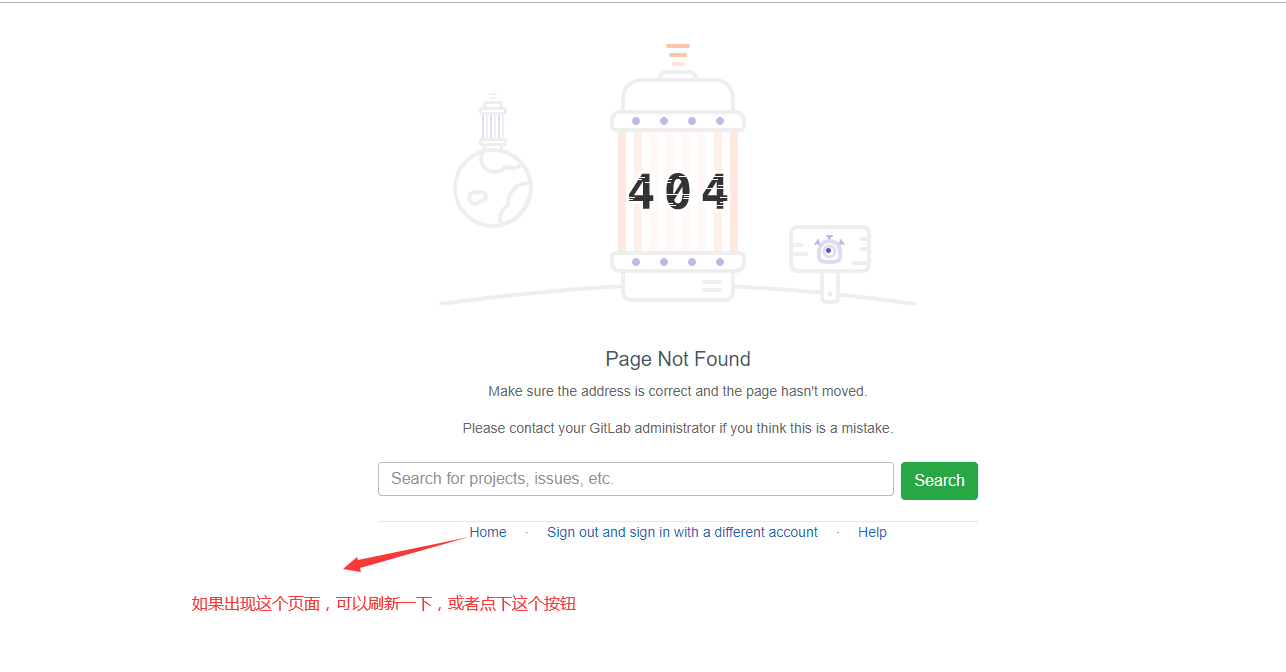 404
Page Not Found
Make sure the address is correct and the page hasn't moved.
Please contact your GitLab administrator if you think this is a mistake.
Search for projects, issues, etc. Search
Home · Sign out and sign in with a different account · Help
如果出现这个页面，可以刷新一下，或者点下这个按钮